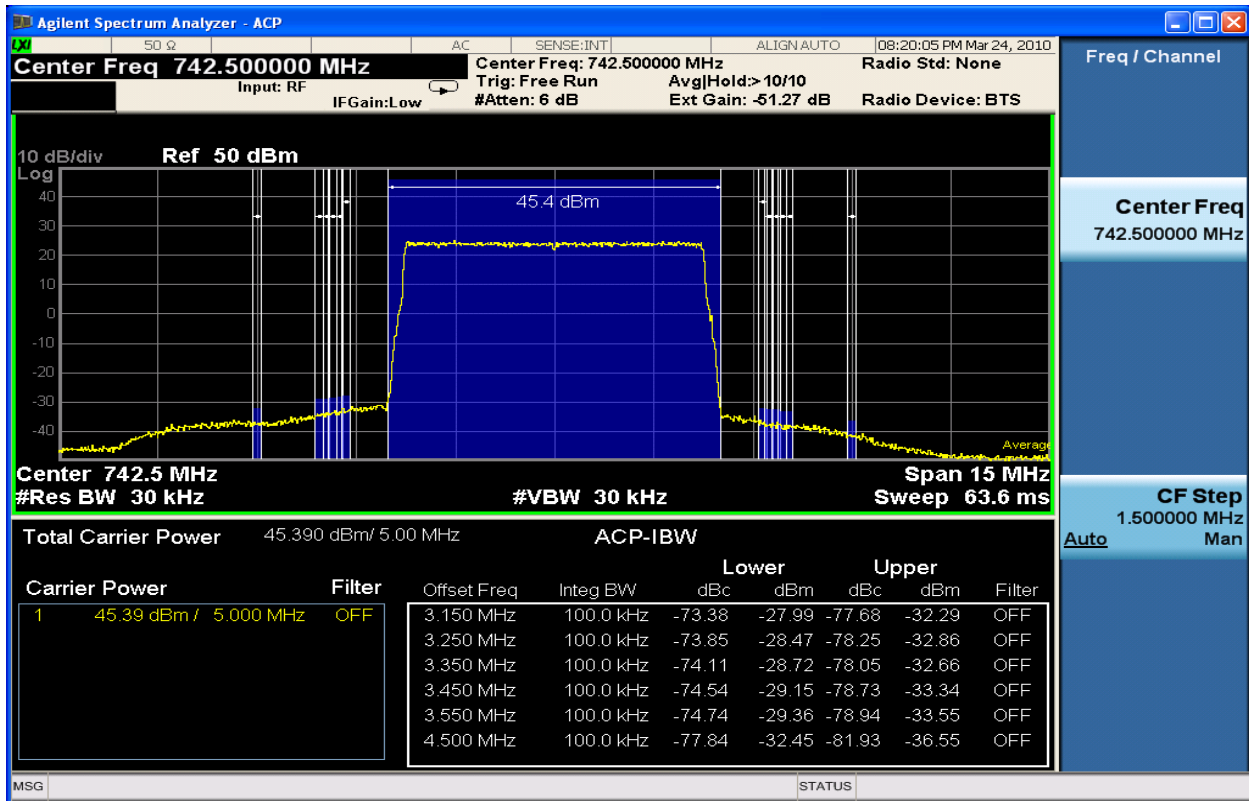 Agilent Spectrum Analyzer - ACP
LXI 50 Ω AC SENSE:INT ALIGN AUTO 08:20:05 PM Mar 24, 2010
Center Freq 742.500000 MHz Center Freq: 742.500000 MHz Radio Std: None
Input: RF Trig: Free Run Avg|Hold:> 10/10
IFGain:Low #Atten: 6 dB Ext Gain: -51.27 dB Radio Device: BTS
Freq / Channel
10 dB/div Ref 50 dBm
Log
40
30
20
10
0
-10
-20
-30
-40
45.4 dBm
Average
Center 742.5 MHz Span 15 MHz
#Res BW 30 kHz #VBW 30 kHz Sweep 63.6 ms
Center Freq
742.500000 MHz
CF Step
1.500000 MHz
Auto Man
Total Carrier Power 45.390 dBm/ 5.00 MHz ACP-IBW
Lower Upper
Carrier Power Filter Offset Freq Integ BW dBc dBm dBc dBm Filter
1 45.39 dBm / 5.000 MHz OFF 3.150 MHz 100.0 kHz -73.38 -27.99 -77.68 -32.29 OFF
3.250 MHz 100.0 kHz -73.85 -28.47 -78.25 -32.86 OFF
3.350 MHz 100.0 kHz -74.11 -28.72 -78.05 -32.66 OFF
3.450 MHz 100.0 kHz -74.54 -29.15 -78.73 -33.34 OFF
3.550 MHz 100.0 kHz -74.74 -29.36 -78.94 -33.55 OFF
4.500 MHz 100.0 kHz -77.84 -32.45 -81.93 -36.55 OFF
MSG STATUS